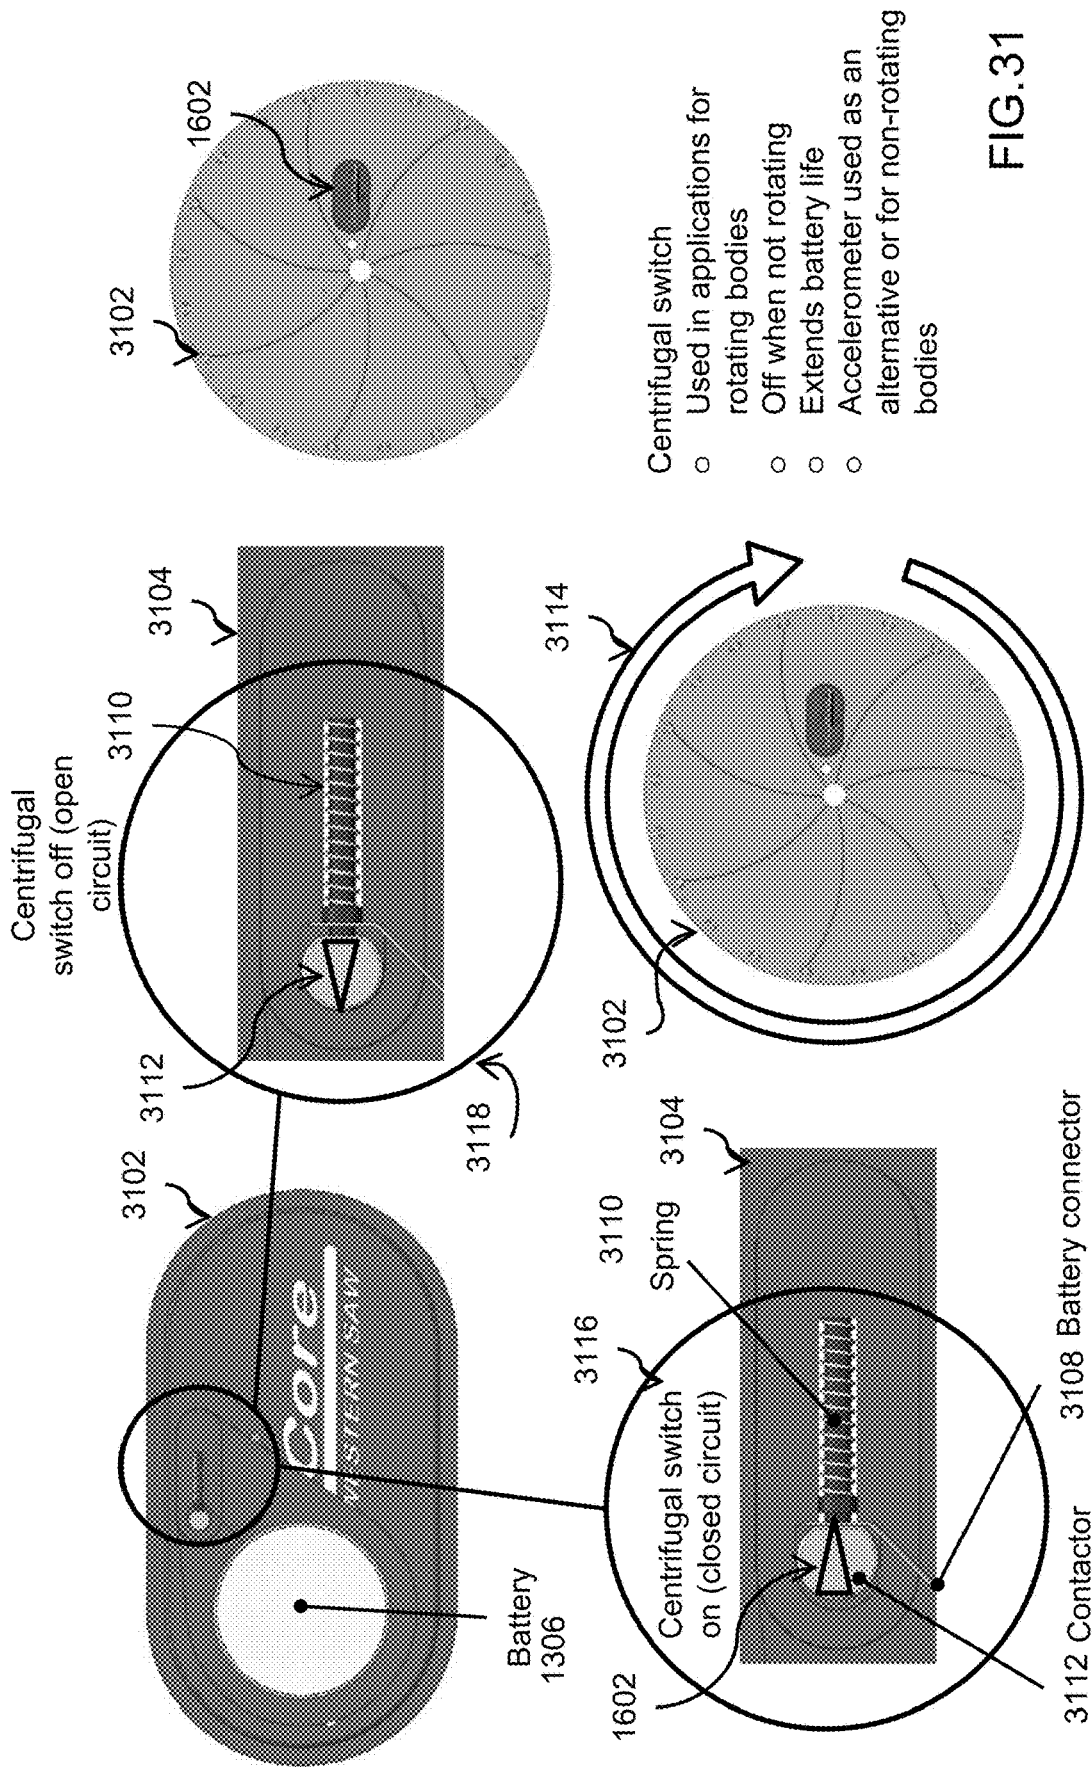 Centrifugal
switch off (open
circuit)
3102
3112
3110
3104
3118
3102
1602
Core
WESTERN SAW
Battery
1306
3116
Centrifugal switch
on (closed circuit)
3110
Spring
3104
1602
3112 Contactor
3108 Battery connector
3102
3114
Centrifugal switch
○ Used in applications for
rotating bodies
○ Off when not rotating
○ Extends battery life
○ Accelerometer used as an
alternative or for non-rotating
bodies
FIG.31